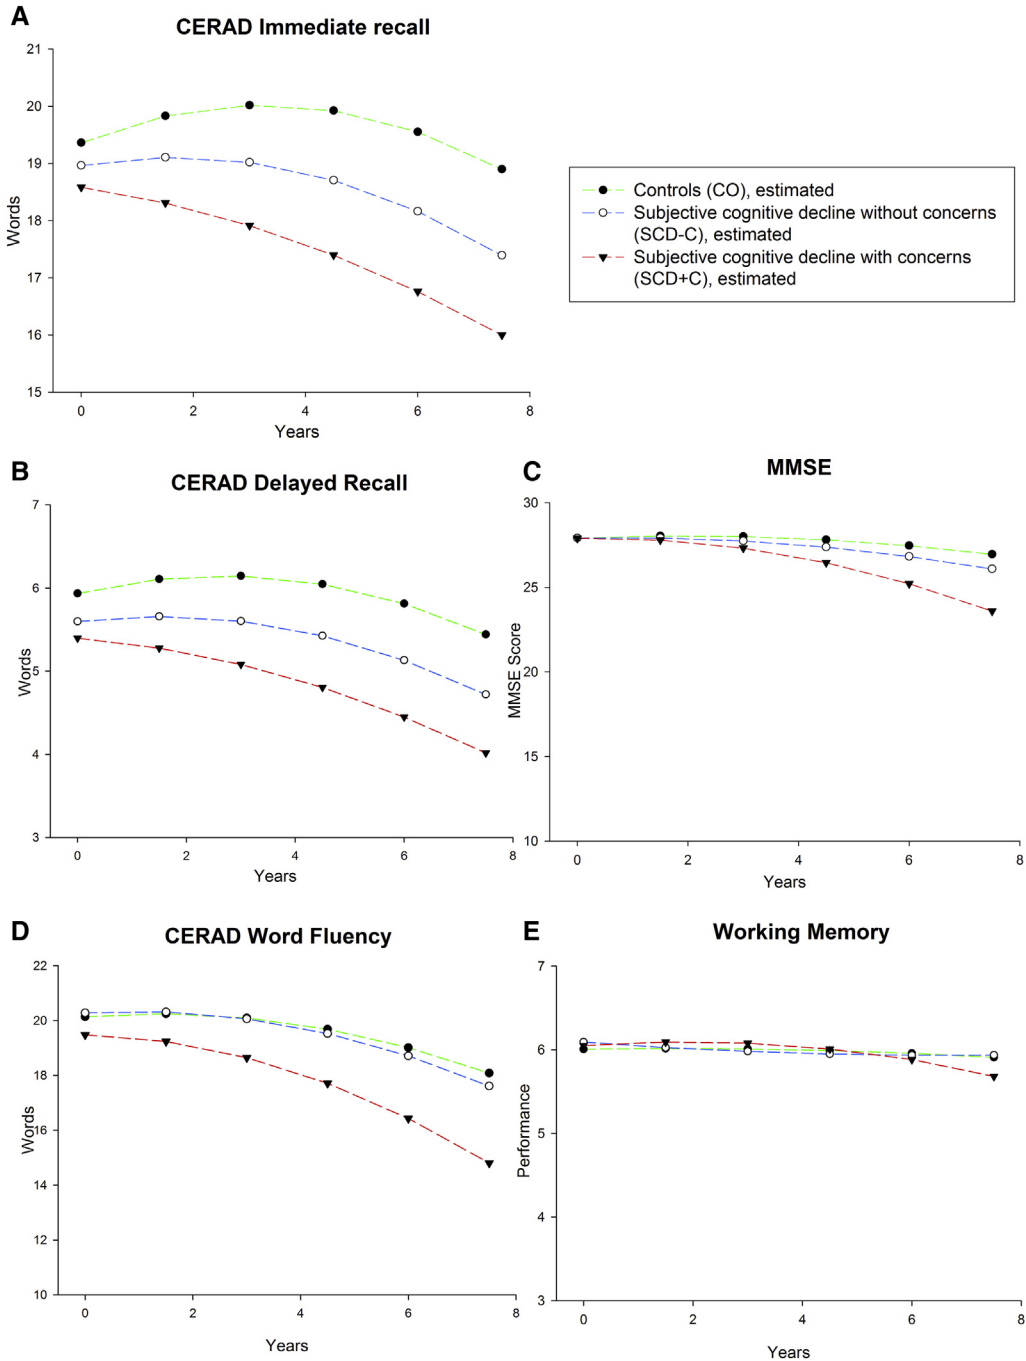 A
CERAD Immediate recall
21
20
19
18
17
16
15
Words
0 2 4 6 8
Years
Controls (CO), estimated
Subjective cognitive decline without concerns
(SCD-C), estimated
Subjective cognitive decline with concerns
(SCD+C), estimated
B
CERAD Delayed Recall
7
6
5
4
3
Words
0 2 4 6 8
Years
C
MMSE
30
25
20
15
10
MMSE Score
0 2 4 6 8
Years
D
CERAD Word Fluency
22
20
18
16
14
12
10
Words
0 2 4 6 8
Years
E
Working Memory
7
6
5
4
3
Performance
0 2 4 6 8
Years